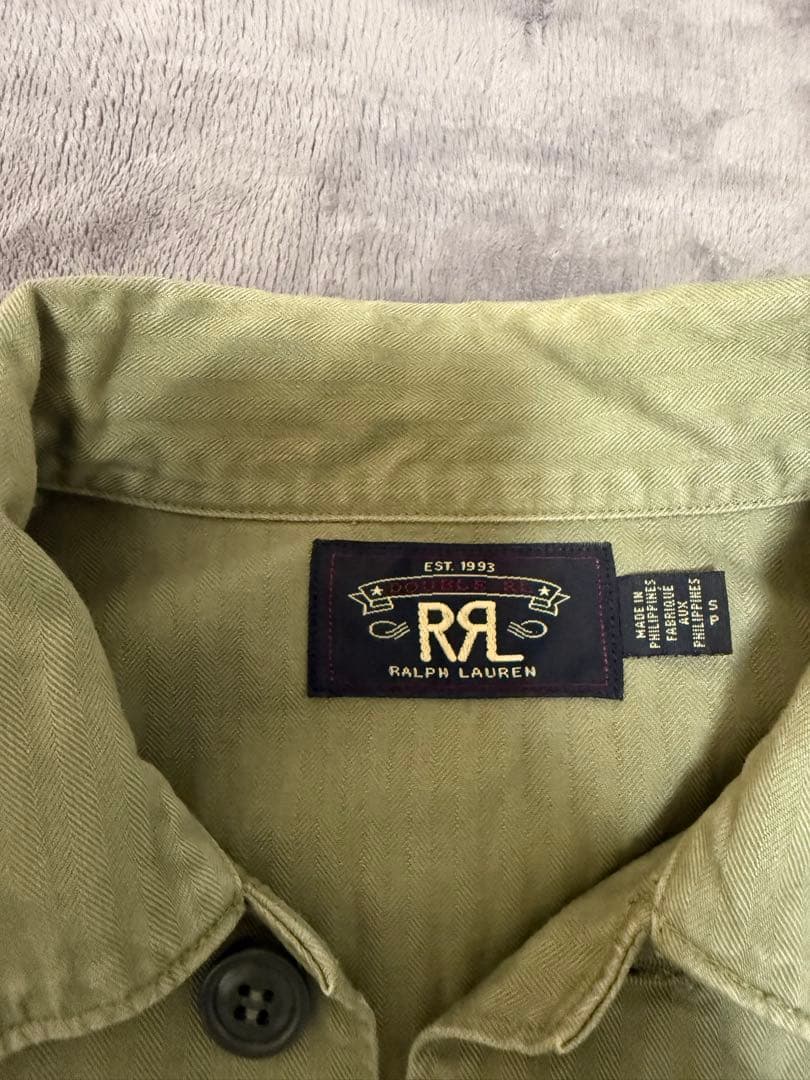 EST. 1993
DOUBLE RL
RRL
RALPH LAUREN
MADE IN
PHILIPPINES
FABRIQUÉ
AUX
PHILIPPINES
S
P